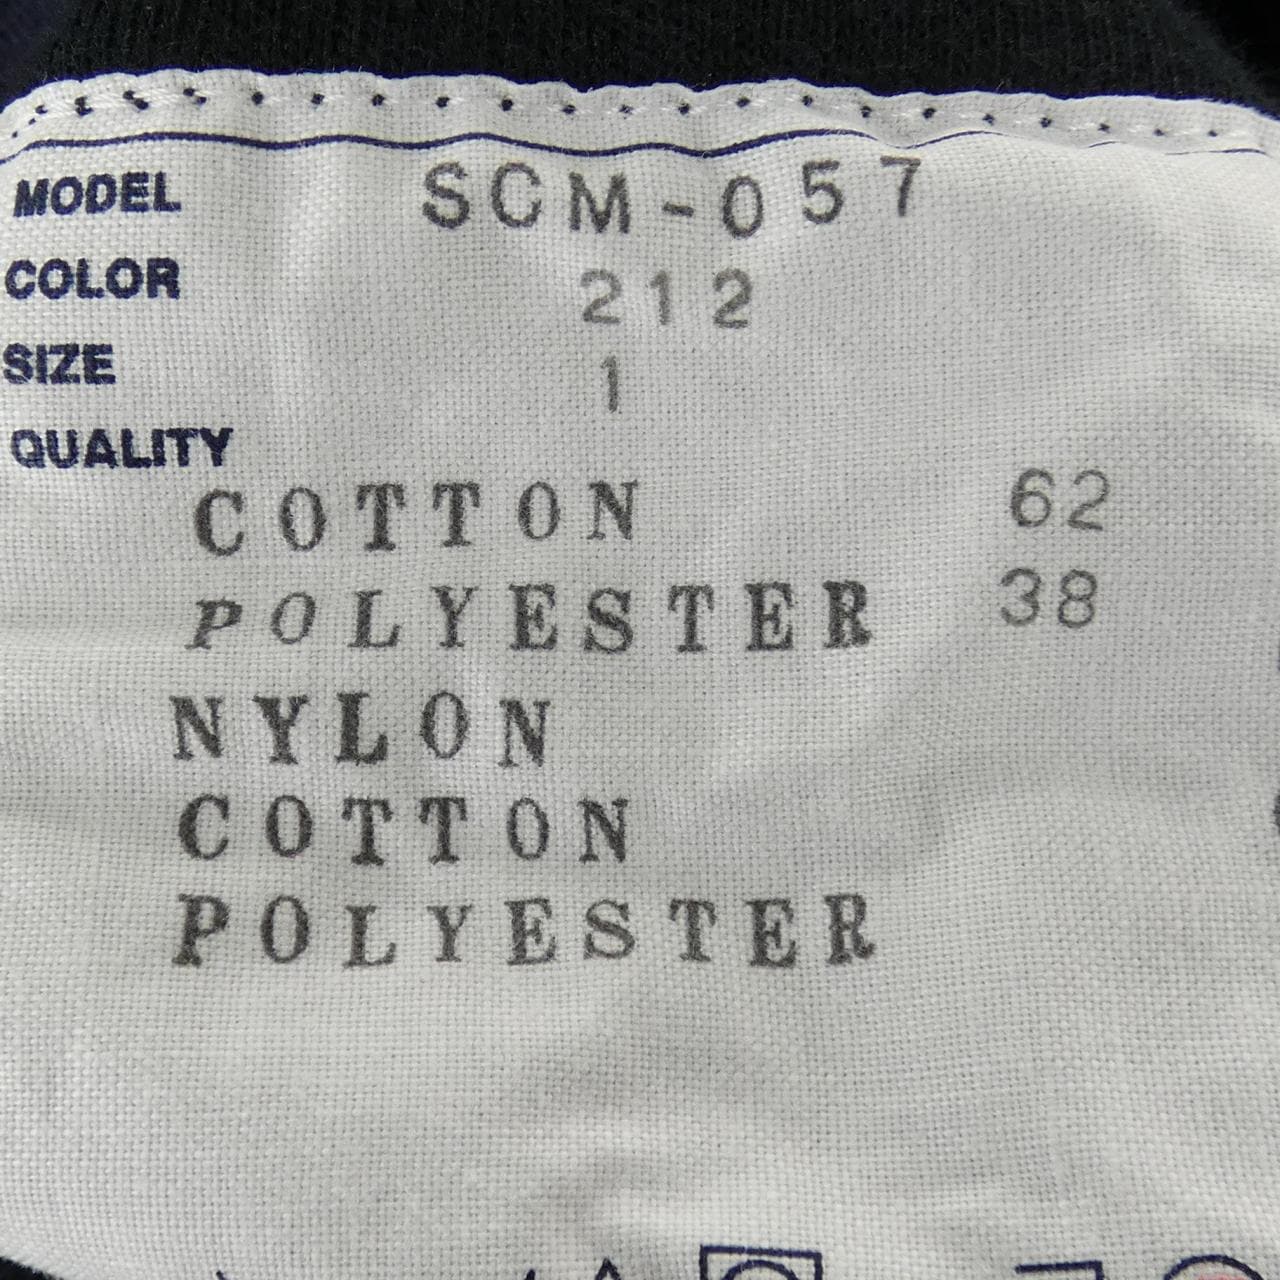 MODEL SCM-057
COLOR 212
SIZE 1
QUALITY
COTTON 62
POLYESTER 38
NYLON
COTTON
POLYESTER